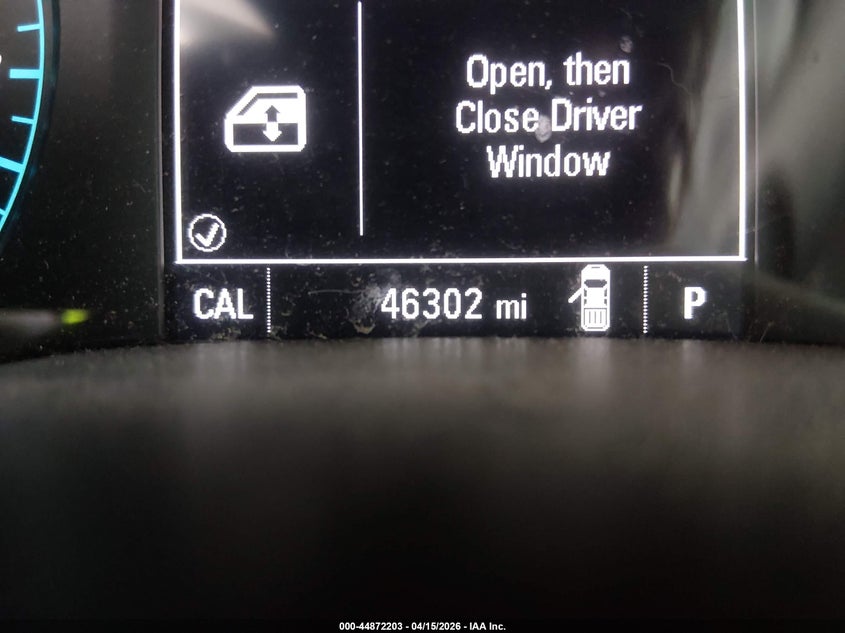 Open, then
Close Driver
Window
CAL 46302 mi P
000-44872203 - 04/15/2026 - IAA Inc.